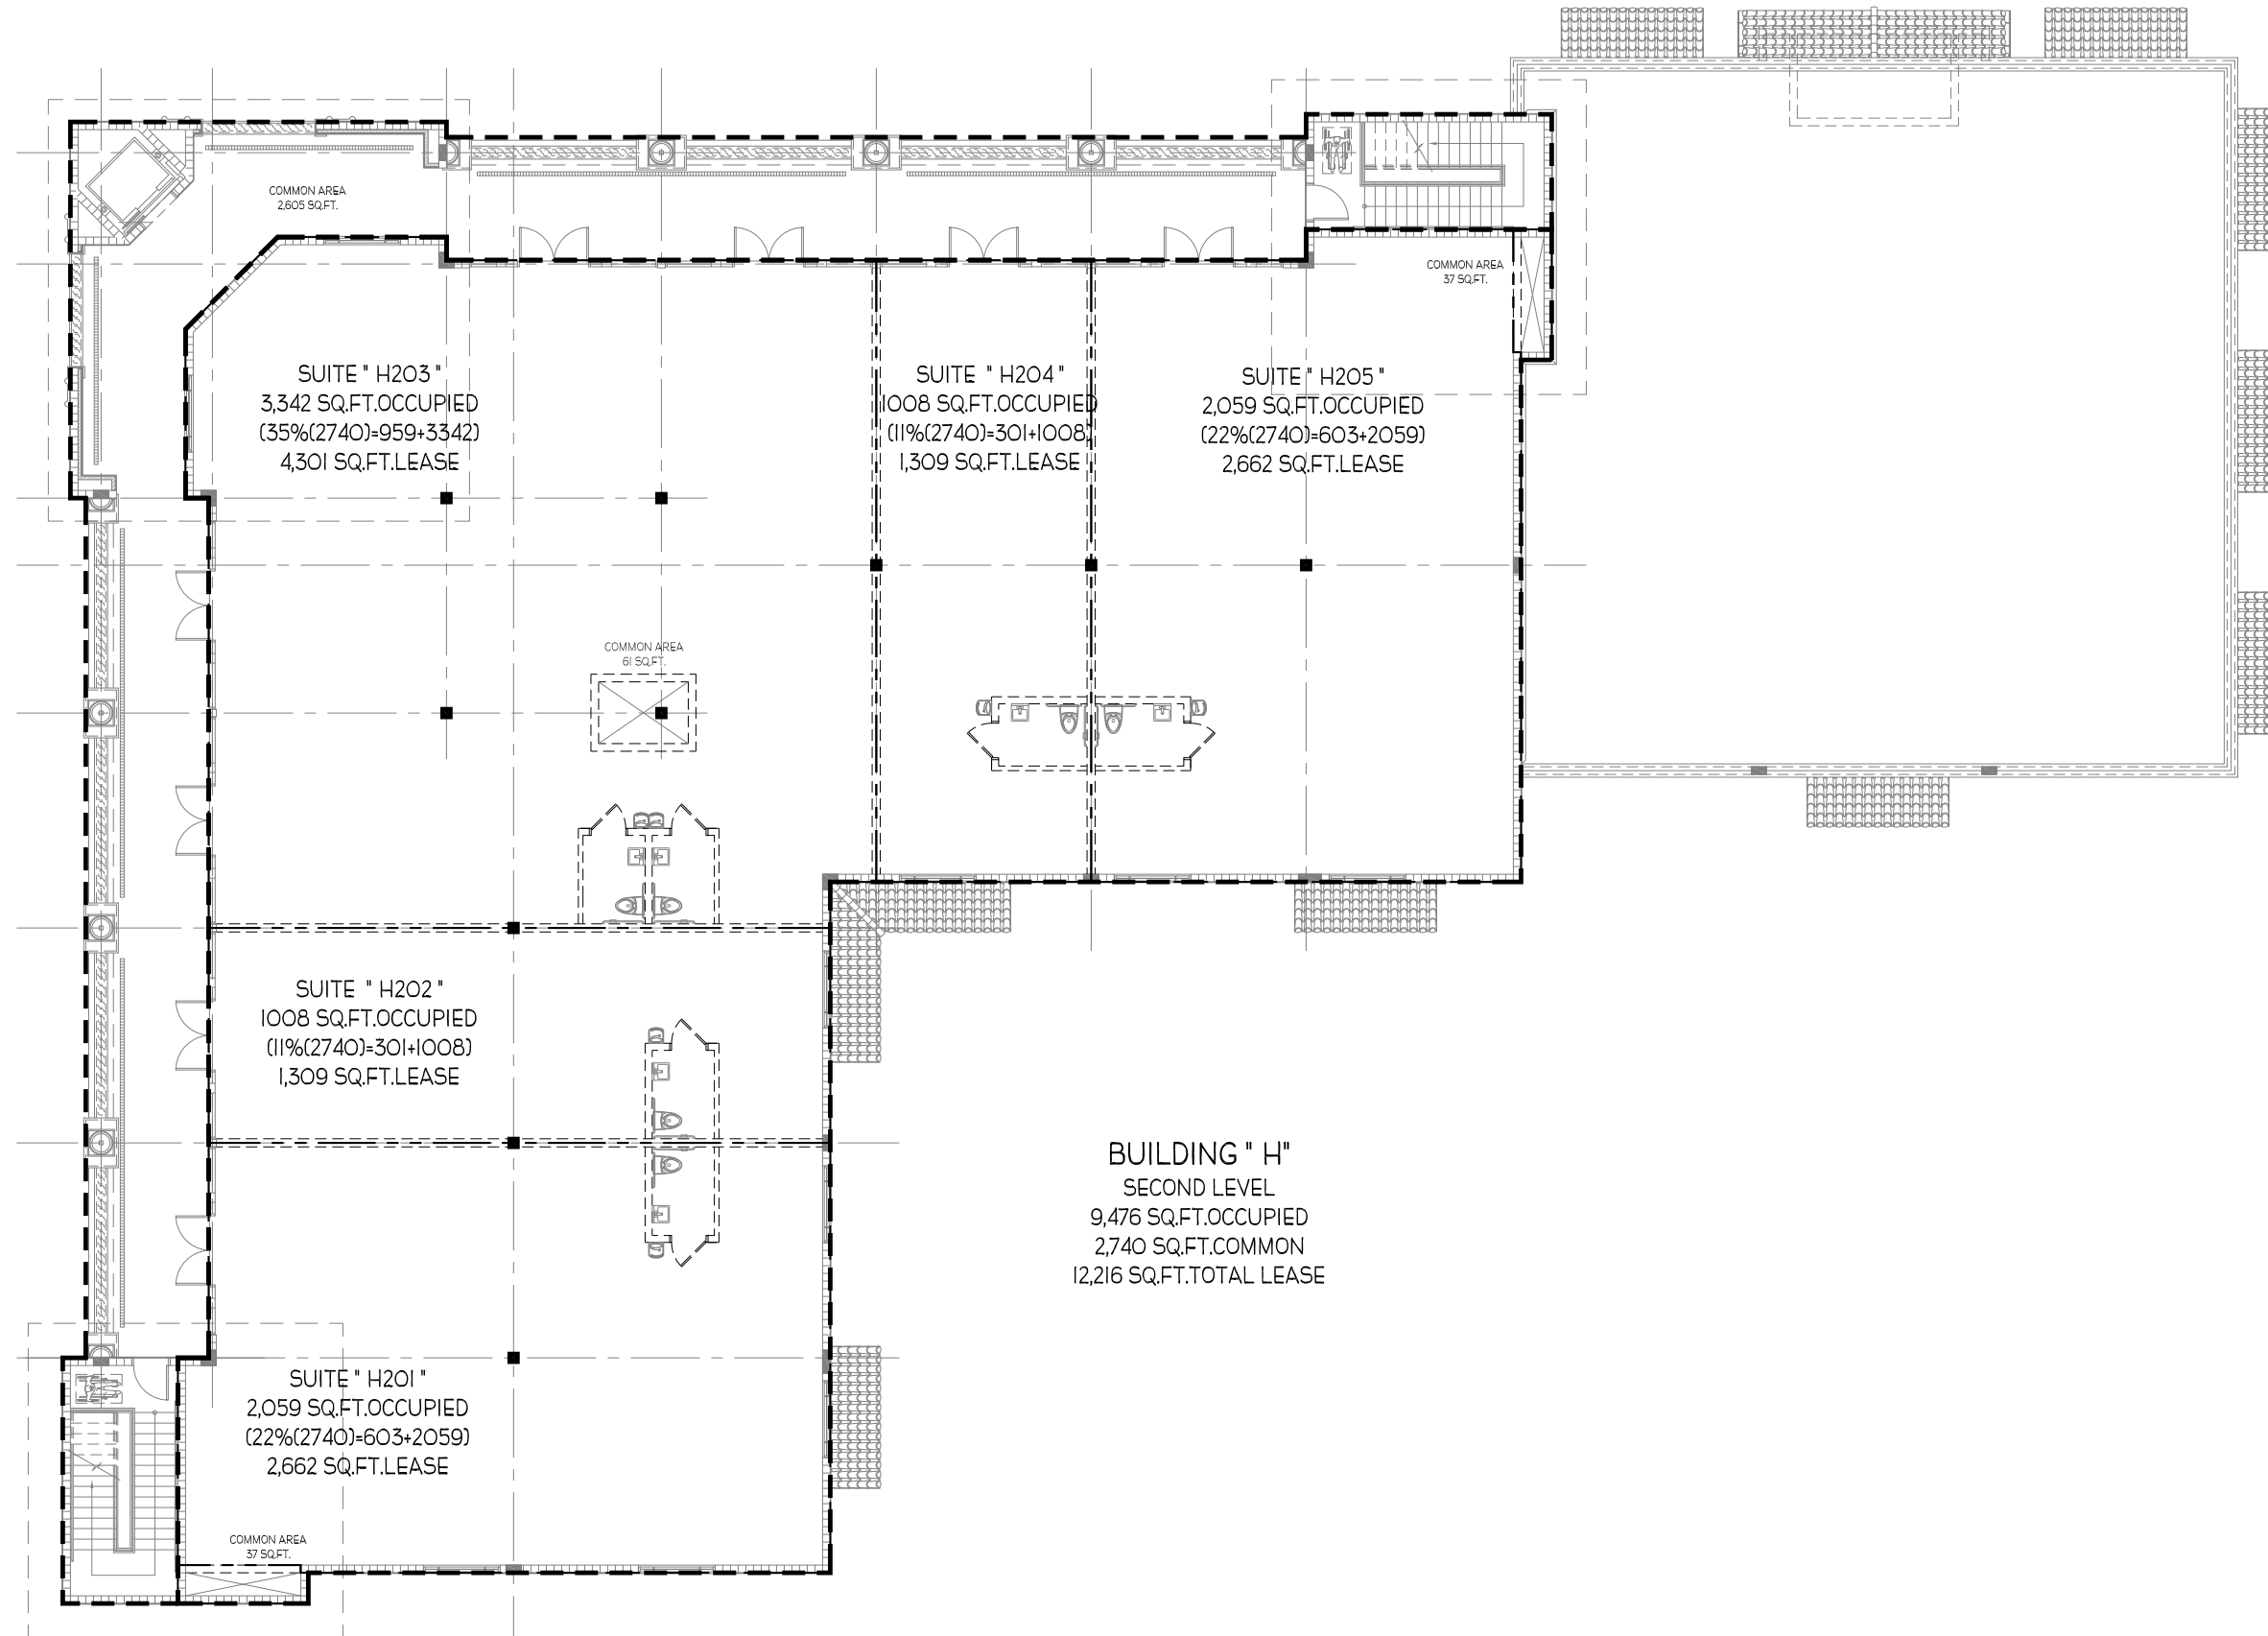 COMMON AREA
2,605 SQ.FT.
COMMON AREA
37 SQ.FT.
SUITE " H203 "
3,342 SQ.FT.OCCUPIED
(35%(2740)=959+3342)
4,301 SQ.FT.LEASE
SUITE " H204 "
1008 SQ.FT.OCCUPIED
(11%(2740)=301+1008)
1,309 SQ.FT.LEASE
SUITE " H205 "
2,059 SQ.FT.OCCUPIED
(22%(2740)=603+2059)
2,662 SQ.FT.LEASE
COMMON AREA
61 SQ.FT.
SUITE " H202 "
1008 SQ.FT.OCCUPIED
(11%(2740)=301+1008)
1,309 SQ.FT.LEASE
BUILDING " H"
SECOND LEVEL
9,476 SQ.FT.OCCUPIED
2,740 SQ.FT.COMMON
12,216 SQ.FT.TOTAL LEASE
SUITE " H201 "
2,059 SQ.FT.OCCUPIED
(22%(2740)=603+2059)
2,662 SQ.FT.LEASE
COMMON AREA
37 SQ.FT.